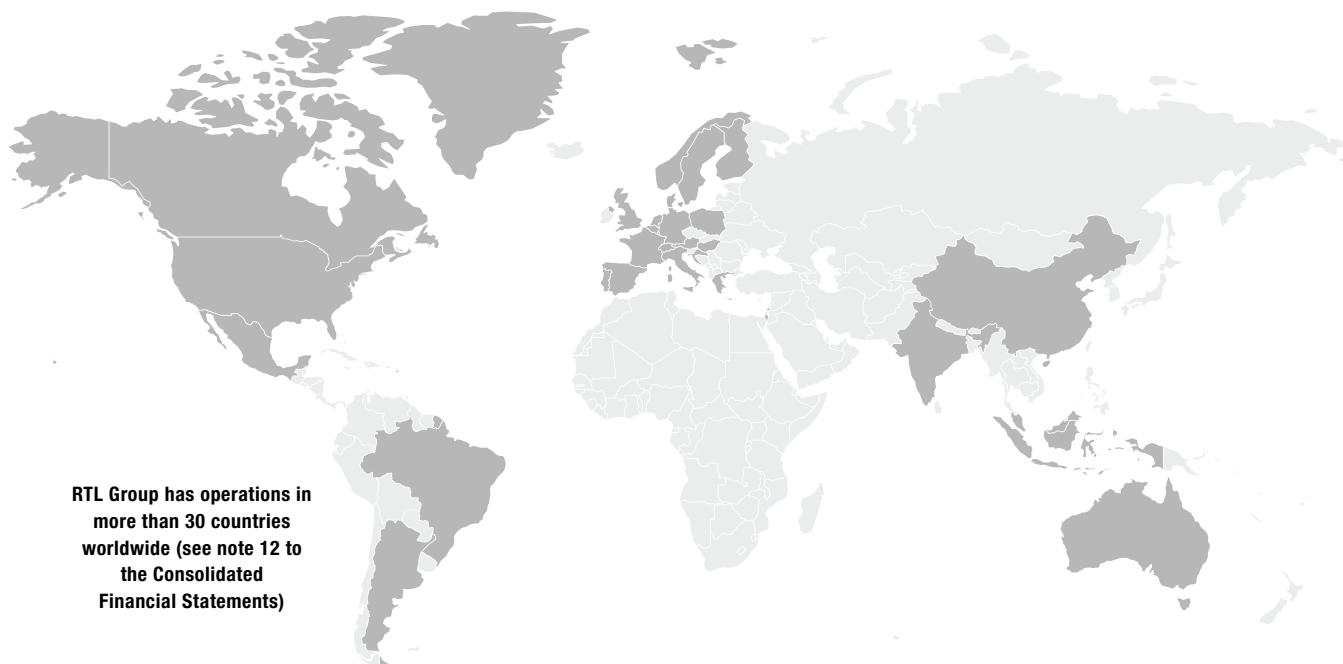 RTL Group has operations in
more than 30 countries
worldwide (see note 12 to
the Consolidated
Financial Statements)